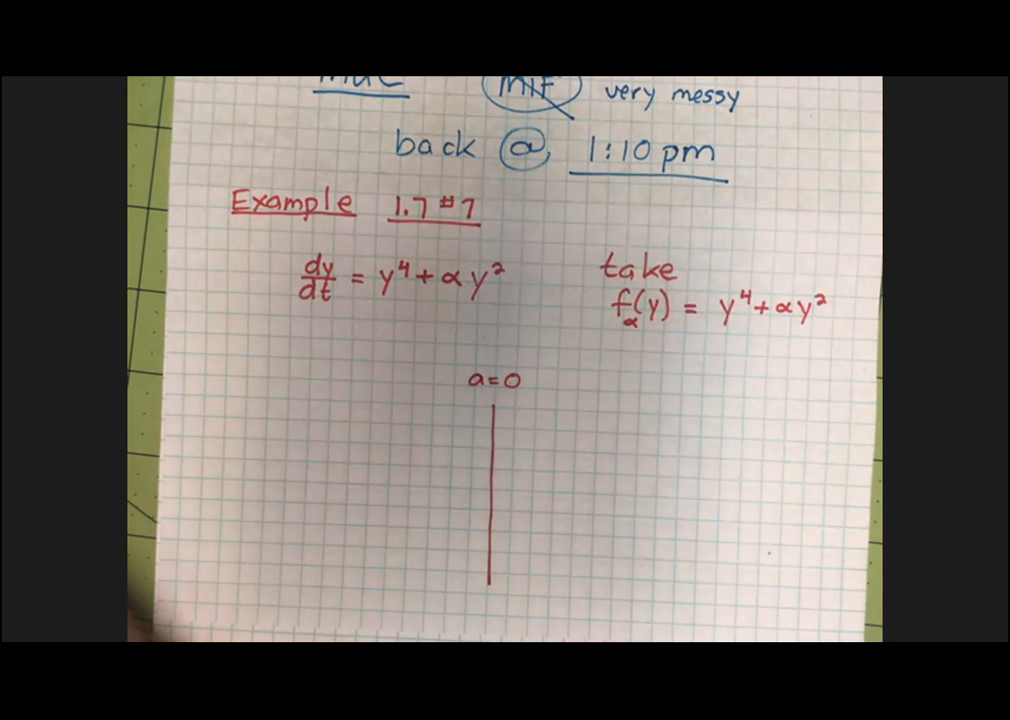 MIF very messy
back @ 1:10 pm
Example 1.7 #7
dy/dt = y⁴ + αy² take
f_α(y) = y⁴ + αy²
a = 0